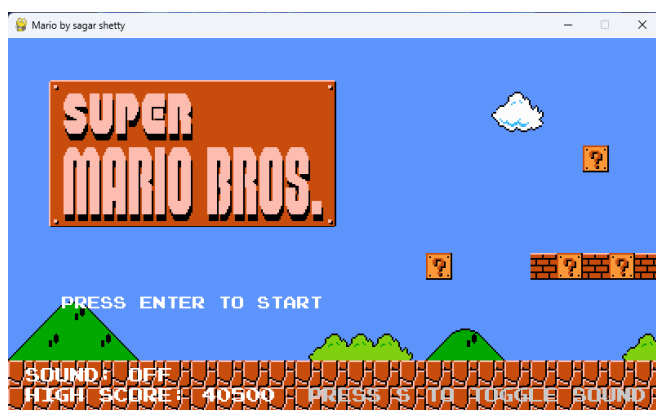 Mario by sagar shetty
SUPER
MARIO BROS.
?
?
? ?
PRESS ENTER TO START
SOUND: OFF
HIGH SCORE: 40500 PRESS S TO TOGGLE SOUND